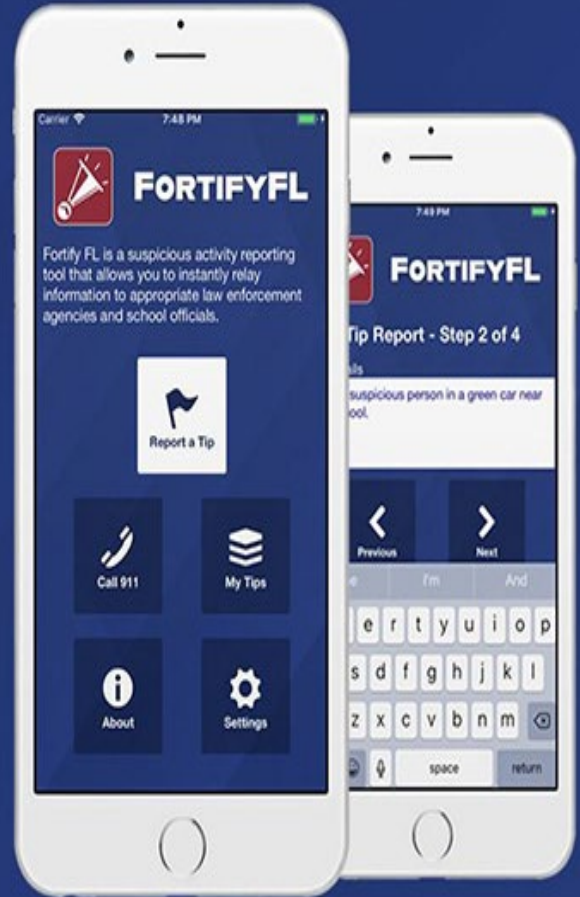 Carrier 7:48 PM
FORTIFYFL
Fortify FL is a suspicious activity reporting
tool that allows you to instantly relay
information to appropriate law enforcement
agencies and school officials.
Report a Tip
Call 911
My Tips
About
Settings
7:49 PM
FORTIFYFL
Tip Report - Step 2 of 4
suspicious person in a green car near
Previous
Next
I'm
And
e r t y u i o p
s d f g h j k l
z x c v b n m
space
return